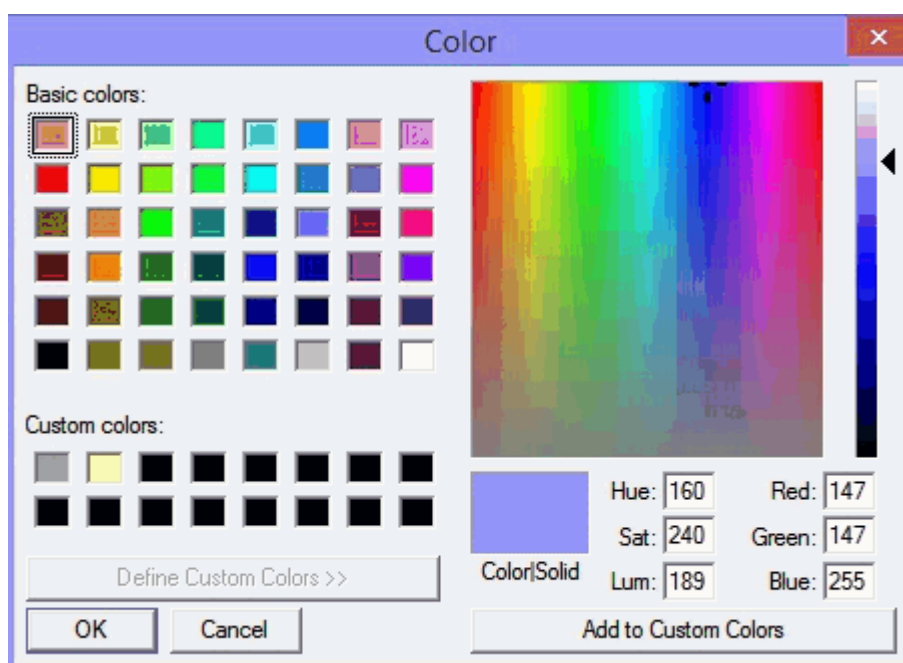 Color
Basic colors:
Custom colors:
Define Custom Colors >>
OK Cancel
Color|Solid
Hue: 160 Red: 147
Sat: 240 Green: 147
Lum: 189 Blue: 255
Add to Custom Colors